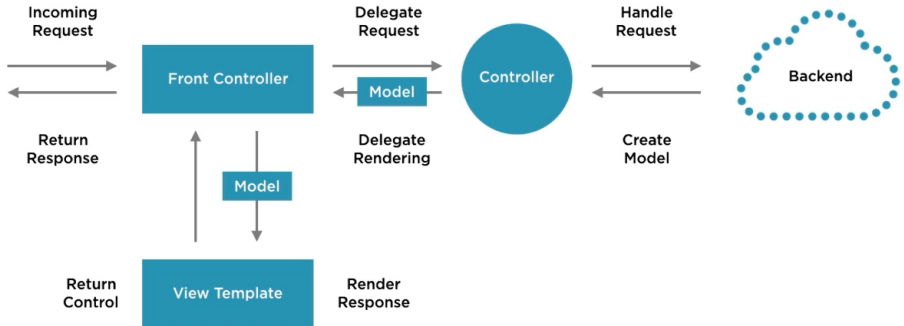 Incoming
Request
Delegate
Request
Handle
Request
Front Controller
Model
Controller
Backend
Return
Response
Delegate
Rendering
Create
Model
Model
Return
Control
View Template
Render
Response